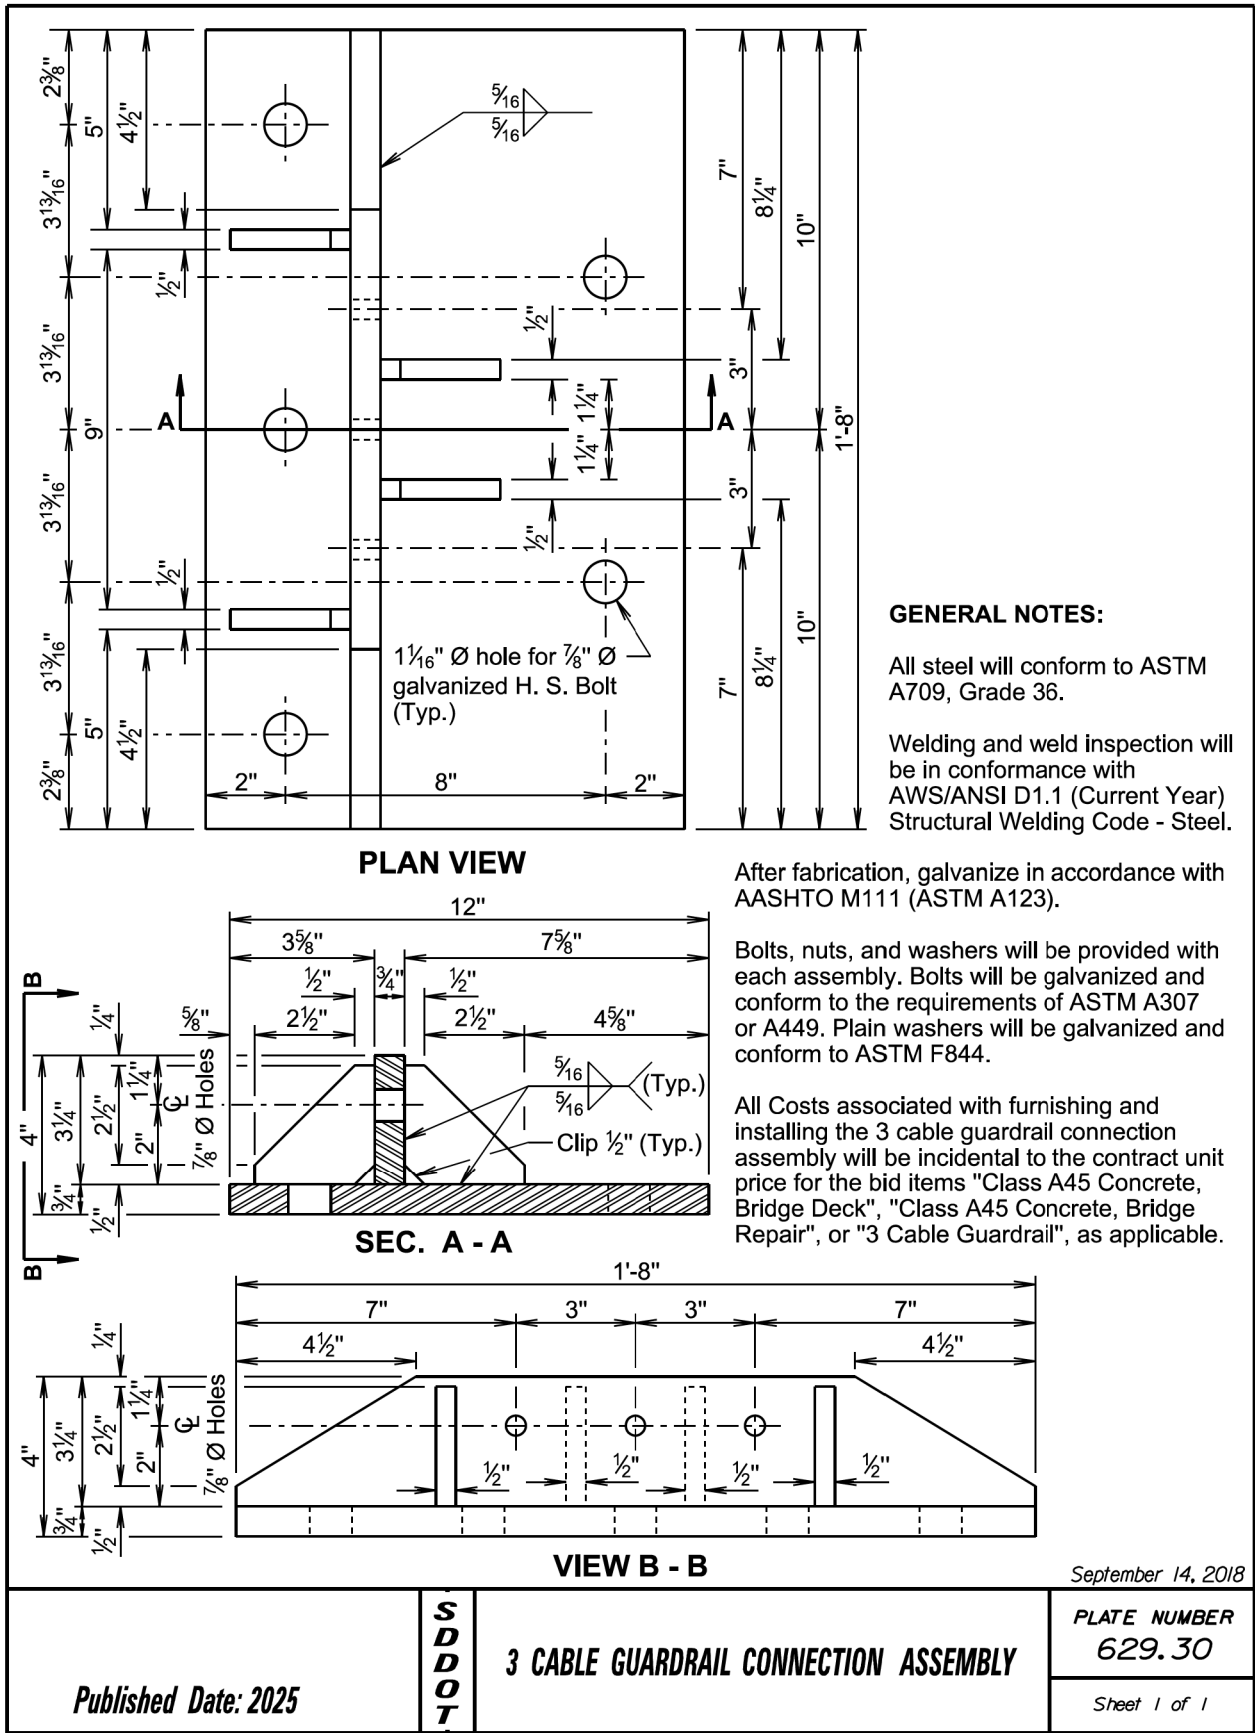 2⅜"
5"
4½"
5⁄16
5⁄16
3 13⁄16"
½"
7"
8¼"
10"
3 13⁄16"
9"
½"
3"
1¼"
A
A
1'-8"
1¼"
3 13⁄16"
½"
3"
½"
3 13⁄16"
5"
4½"
2⅜"
1 1⁄16" Ø hole for ⅞" Ø
galvanized H. S. Bolt
(Typ.)
7"
8¼"
10"
2"
8"
2"
PLAN VIEW
GENERAL NOTES:
All steel will conform to ASTM
A709, Grade 36.
Welding and weld inspection will
be in conformance with
AWS/ANSI D1.1 (Current Year)
Structural Welding Code - Steel.
After fabrication, galvanize in accordance with
AASHTO M111 (ASTM A123).
Bolts, nuts, and washers will be provided with
each assembly. Bolts will be galvanized and
conform to the requirements of ASTM A307
or A449. Plain washers will be galvanized and
conform to ASTM F844.
All Costs associated with furnishing and
installing the 3 cable guardrail connection
assembly will be incidental to the contract unit
price for the bid items "Class A45 Concrete,
Bridge Deck", "Class A45 Concrete, Bridge
Repair", or "3 Cable Guardrail", as applicable.
12"
3⅝"
7⅝"
½"
¾"
½"
⅝"
2½"
2½"
4⅝"
B
B
¼"
4"
3¼"
2½"
1¼"
2"
¾"
½"
℄
⅞" Ø Holes
5⁄16
5⁄16
(Typ.)
Clip ½" (Typ.)
SEC. A - A
1'-8"
7"
3"
3"
7"
4½"
4½"
¼"
4"
3¼"
2½"
1¼"
2"
¾"
½"
℄
⅞" Ø Holes
½"
½"
½"
½"
VIEW B - B
September 14, 2018
Published Date: 2025
SDDOT
3 CABLE GUARDRAIL CONNECTION ASSEMBLY
PLATE NUMBER
629.30
Sheet 1 of 1